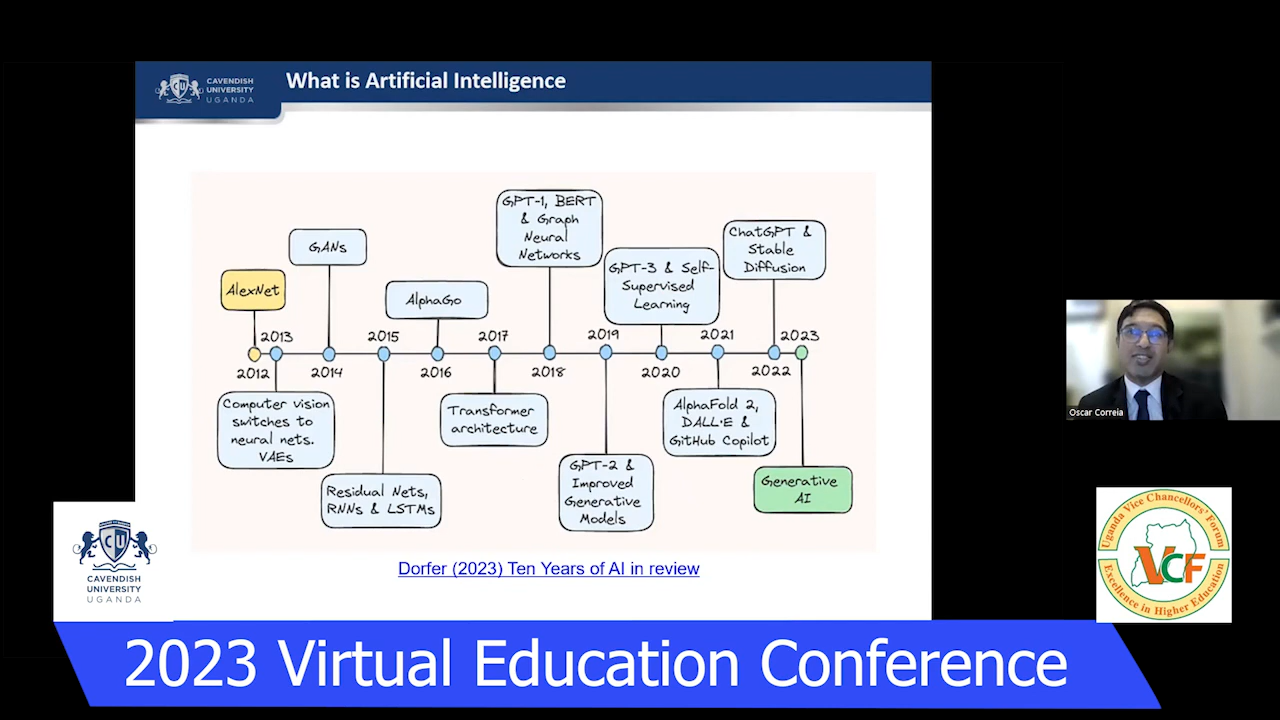 CAVENDISH
UNIVERSITY
UGANDA
What is Artificial Intelligence
AlexNet
GANs
AlphaGo
GPT-1, BERT
& Graph
Neural
Networks
GPT-3 & Self-
Supervised
Learning
ChatGPT &
Stable
Diffusion
2013
2015
2017
2019
2021
2023
2012
2014
2016
2018
2020
2022
Computer vision
switches to
neural nets.
VAEs
Residual Nets,
RNNs & LSTMs
Transformer
architecture
GPT-2 &
Improved
Generative
Models
AlphaFold 2,
DALL·E &
GitHub Copilot
Generative
AI
Dorfer (2023) Ten Years of AI in review
Oscar Correia
CU
CAVENDISH
UNIVERSITY
UGANDA
Uganda Vice Chancellors' Forum
VCF
Excellence in Higher Education
2023 Virtual Education Conference